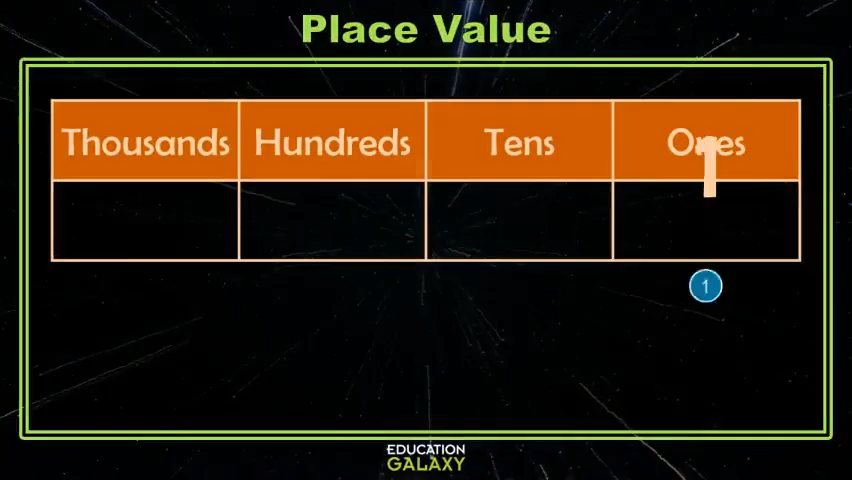 Place Value
Thousands Hundreds Tens Ones
1
1
EDUCATION
GALAXY